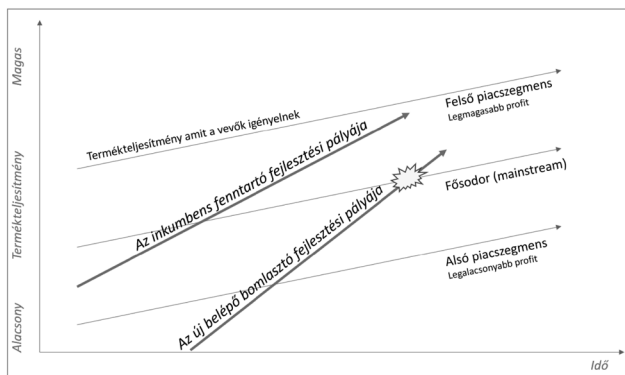 Magas
Termékteljesítmény
Alacsony
Termékteljesítmény amit a vevők igényelnek
Az inkumbens fenntartó fejlesztési pályája
Az új belépő bomlasztó fejlesztési pályája
Felső piacszegmens
Legmagasabb profit
Fősodor (mainstream)
Alsó piacszegmens
Legalacsonyabb profit
Idő